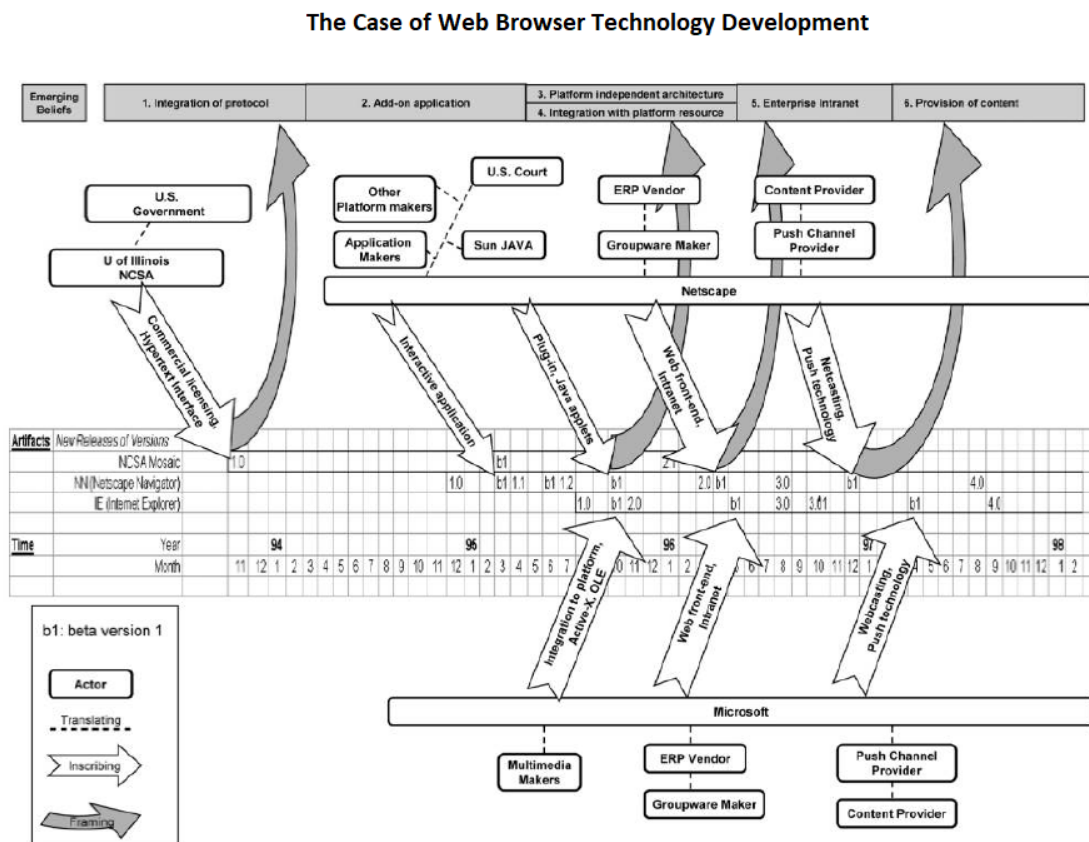 The Case of Web Browser Technology Development
Emerging
Beliefs
1. Integration of protocol
2. Add-on application
3. Platform independent architecture
4. Integration with platform resource
5. Enterprise Intranet
6. Provision of content
U.S.
Government
U of Illinois
NCSA
Other
Platform makers
Application
Makers
U.S. Court
Sun JAVA
ERP Vendor
Groupware Maker
Content Provider
Push Channel
Provider
Netscape
Commercial licensing,
Hypertext Interface
Interactive application
Plug-in, Java applets
Web front-end,
Intranet
Netcasting,
Push technology
Artifacts New Releases of Versions
NCSA Mosaic 1.0 b1 2.1
NN(Netscape Navigator) 1.0 b1 1.1 b1 1.2 b1 2.0 b1 3.0 b1 4.0
IE (Internet Explorer) 1.0 b1 2.0 b1 3.0 3.01 b1 4.0
Time Year 94 95 96 97 98
Month 11 12 1 2 3 4 5 6 7 8 9 10 11 12 1 2 3 4 5 6 7 10 11 12 1 2 6 7 8 9 10 11 12 1 4 5 6 7 8 9 10 11 12 1 2
Integration to platform,
Active-X, OLE
Web front-end,
Intranet
Webcasting,
Push technology
b1: beta version 1
Actor
Translating
Inscribing
Framing
Microsoft
Multimedia
Makers
ERP Vendor
Groupware Maker
Push Channel
Provider
Content Provider